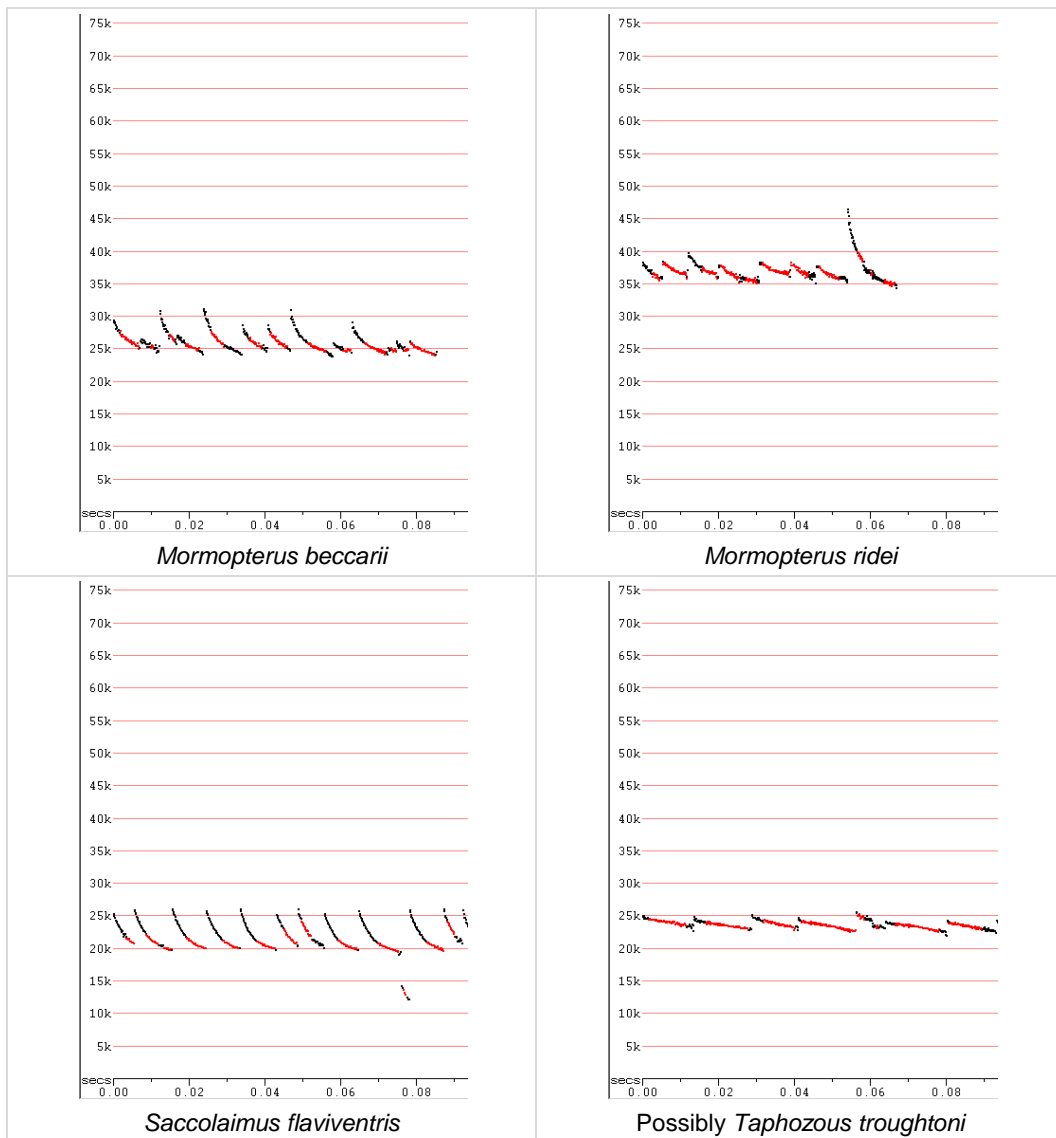 75k
70k
65k
60k
55k
50k
45k
40k
35k
30k
25k
20k
15k
10k
5k
secs
0.00 0.02 0.04 0.06 0.08
Mormopterus beccarii
75k
70k
65k
60k
55k
50k
45k
40k
35k
30k
25k
20k
15k
10k
5k
secs
0.00 0.02 0.04 0.06 0.08
Mormopterus ridei
75k
70k
65k
60k
55k
50k
45k
40k
35k
30k
25k
20k
15k
10k
5k
secs
0.00 0.02 0.04 0.06 0.08
Saccolaimus flaviventris
75k
70k
65k
60k
55k
50k
45k
40k
35k
30k
25k
20k
15k
10k
5k
secs
0.00 0.02 0.04 0.06 0.08
Possibly Taphozous troughtoni